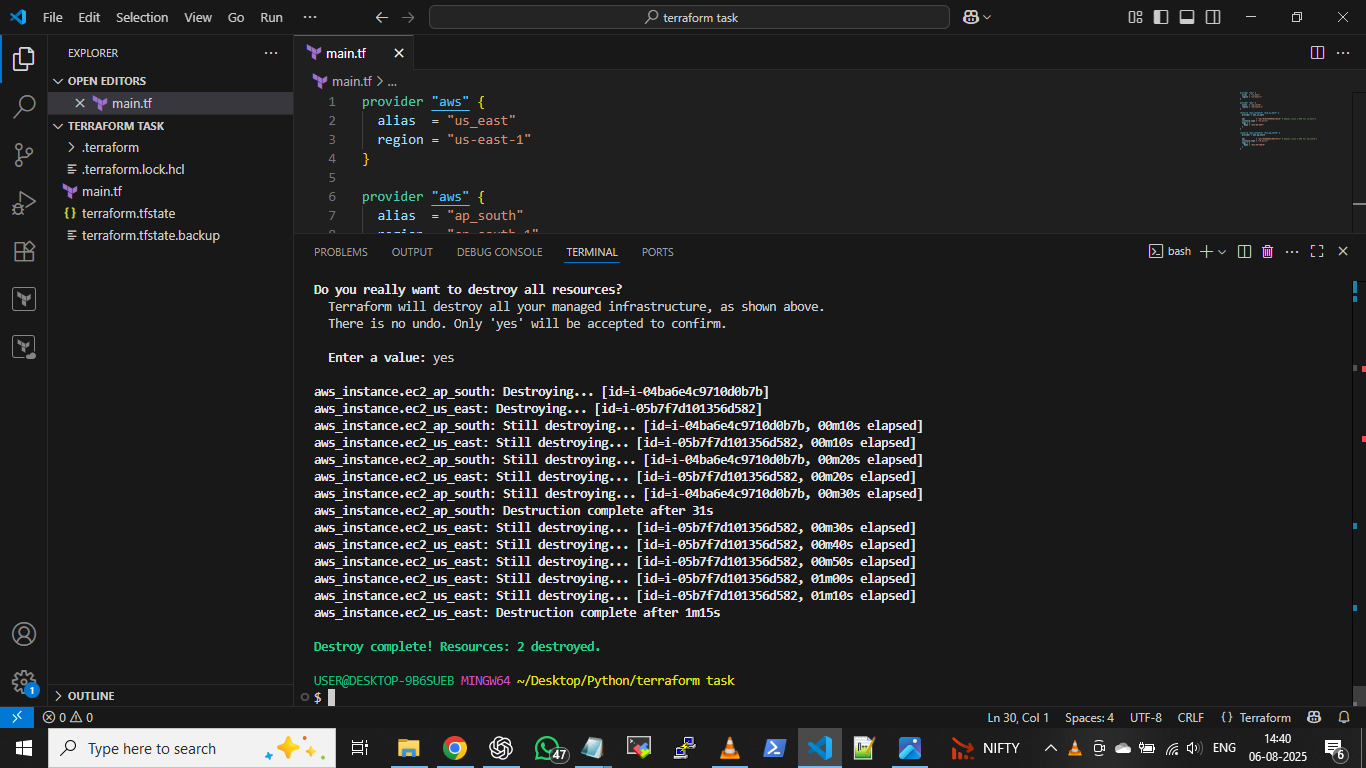 File Edit Selection View Go Run ···
terraform task
EXPLORER
OPEN EDITORS
main.tf
TERRAFORM TASK
.terraform
.terraform.lock.hcl
main.tf
terraform.tfstate
terraform.tfstate.backup
OUTLINE
main.tf
main.tf > ...
1 provider "aws" {
2 alias = "us_east"
3 region = "us-east-1"
4 }
5
6 provider "aws" {
7 alias = "ap_south"
8 region = "ap-south-1"
PROBLEMS OUTPUT DEBUG CONSOLE TERMINAL PORTS
bash
Do you really want to destroy all resources?
Terraform will destroy all your managed infrastructure, as shown above.
There is no undo. Only 'yes' will be accepted to confirm.
Enter a value: yes
aws_instance.ec2_ap_south: Destroying... [id=i-04ba6e4c9710d0b7b]
aws_instance.ec2_us_east: Destroying... [id=i-05b7f7d101356d582]
aws_instance.ec2_ap_south: Still destroying... [id=i-04ba6e4c9710d0b7b, 00m10s elapsed]
aws_instance.ec2_us_east: Still destroying... [id=i-05b7f7d101356d582, 00m10s elapsed]
aws_instance.ec2_ap_south: Still destroying... [id=i-04ba6e4c9710d0b7b, 00m20s elapsed]
aws_instance.ec2_us_east: Still destroying... [id=i-05b7f7d101356d582, 00m20s elapsed]
aws_instance.ec2_ap_south: Still destroying... [id=i-04ba6e4c9710d0b7b, 00m30s elapsed]
aws_instance.ec2_ap_south: Destruction complete after 31s
aws_instance.ec2_us_east: Still destroying... [id=i-05b7f7d101356d582, 00m30s elapsed]
aws_instance.ec2_us_east: Still destroying... [id=i-05b7f7d101356d582, 00m40s elapsed]
aws_instance.ec2_us_east: Still destroying... [id=i-05b7f7d101356d582, 00m50s elapsed]
aws_instance.ec2_us_east: Still destroying... [id=i-05b7f7d101356d582, 01m00s elapsed]
aws_instance.ec2_us_east: Still destroying... [id=i-05b7f7d101356d582, 01m10s elapsed]
aws_instance.ec2_us_east: Destruction complete after 1m15s
Destroy complete! Resources: 2 destroyed.
USER@DESKTOP-9B6SUEB MINGW64 ~/Desktop/Python/terraform task
$
1
0 0
Ln 30, Col 1 Spaces: 4 UTF-8 CRLF {} Terraform
Type here to search
47
NIFTY
ENG
14:40
06-08-2025
6